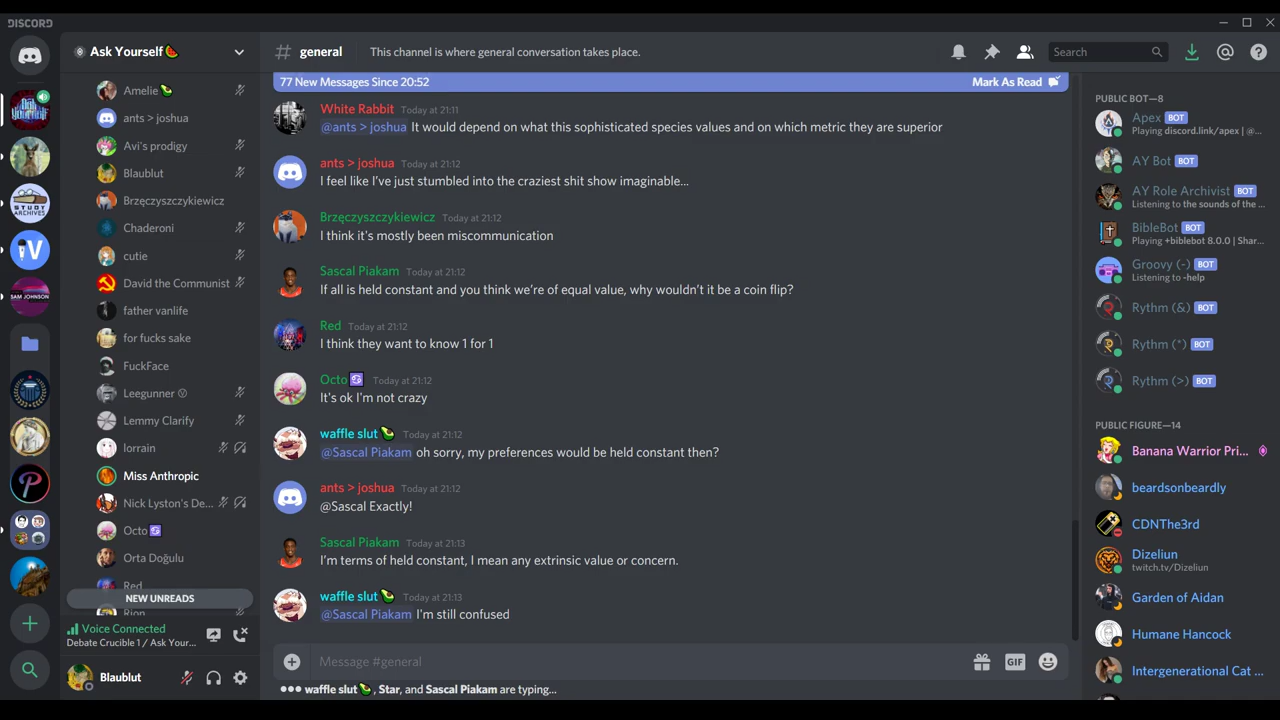 DISCORD
Ask Yourself🍉
# general
This channel is where general conversation takes place.
Search
Amelie🥑
ants > joshua
Avi's prodigy
Blaublut
Brzęczyszczykiewicz
Chaderoni
cutie
David the Communist
father vanlife
for fucks sake
FuckFace
Leegunner
Lemmy Clarify
lorrain
Miss Anthropic
Nick Lyston's De...
Octo♋
Orta Doğulu
Red
NEW UNREADS
Rion
Voice Connected
Debate Crucible 1 / Ask Your...
Blaublut
SAM JOHNSON
77 New Messages Since 20:52
Mark As Read
White Rabbit Today at 21:11
@ants > joshua It would depend on what this sophisticated species values and on which metric they are superior
ants > joshua Today at 21:12
I feel like I've just stumbled into the craziest shit show imaginable...
Brzęczyszczykiewicz Today at 21:12
I think it's mostly been miscommunication
Sascal Piakam Today at 21:12
If all is held constant and you think we're of equal value, why wouldn't it be a coin flip?
Red Today at 21:12
I think they want to know 1 for 1
Octo♋ Today at 21:12
It's ok I'm not crazy
waffle slut🥑 Today at 21:12
@Sascal Piakam oh sorry, my preferences would be held constant then?
ants > joshua Today at 21:12
@Sascal Exactly!
Sascal Piakam Today at 21:13
I'm terms of held constant, I mean any extrinsic value or concern.
waffle slut🥑 Today at 21:13
@Sascal Piakam I'm still confused
Message #general
GIF
waffle slut🥑, Star, and Sascal Piakam are typing...
PUBLIC BOT—8
Apex BOT
Playing discord.link/apex | @...
AY Bot BOT
AY Role Archivist BOT
Listening to the sounds of the ...
BibleBot BOT
Playing +biblebot 8.0.0 | Shar...
Groovy (-) BOT
Listening to -help
Rythm (&) BOT
Rythm (*) BOT
Rythm (>) BOT
PUBLIC FIGURE—14
Banana Warrior Pri...
beardsonbeardly
CDNThe3rd
Dizeliun
twitch.tv/Dizeliun
Garden of Aidan
Humane Hancock
Intergenerational Cat ...